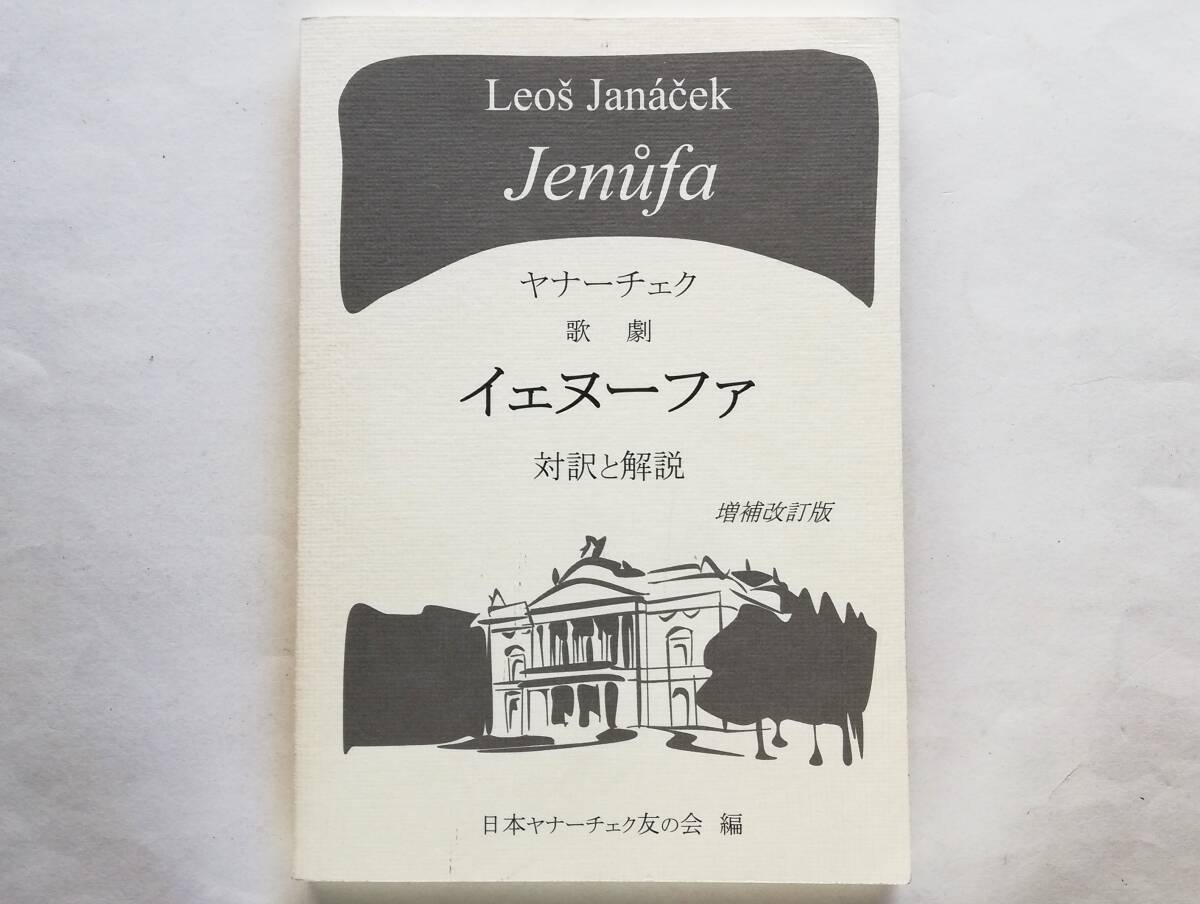 Leoš Janáček
Jenůfa
ヤナーチェク
歌 劇
イェヌーファ
対訳と解説
増補改訂版
日本ヤナーチェク友の会 編